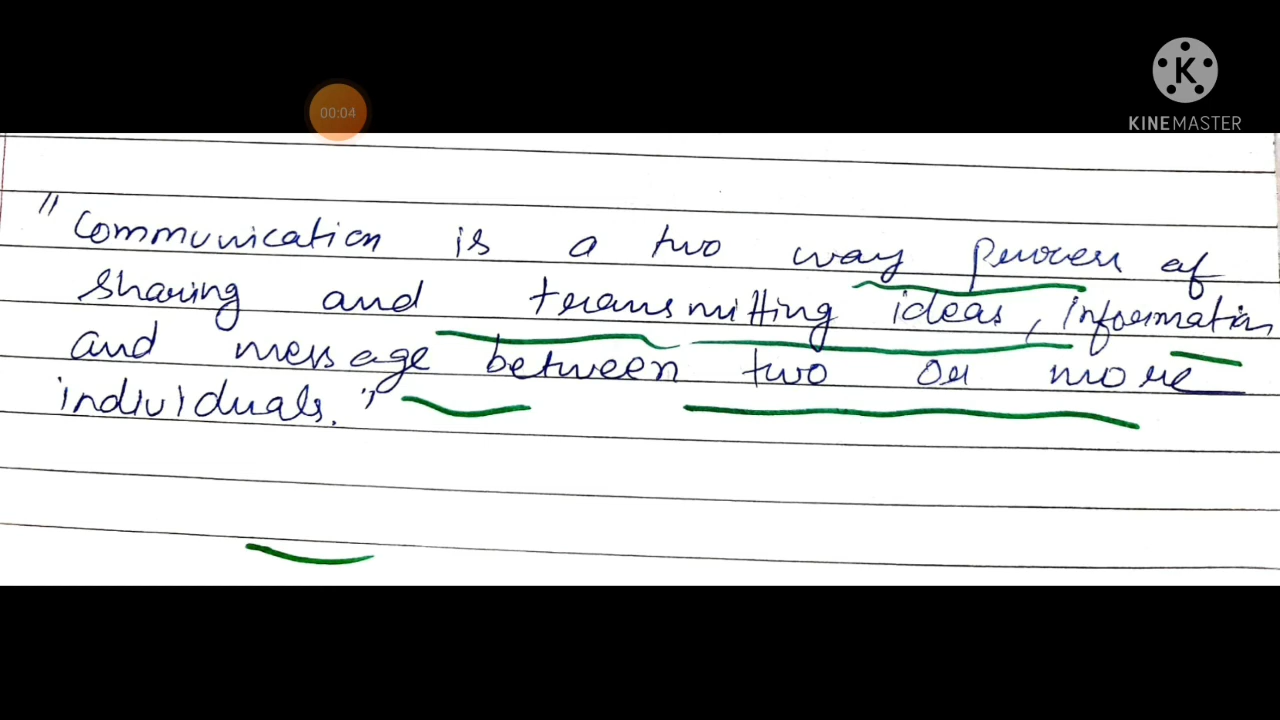 00:04
KINEMASTER
"Communication is a two way process of
sharing and transmitting ideas, information
and message between two or more
individuals."